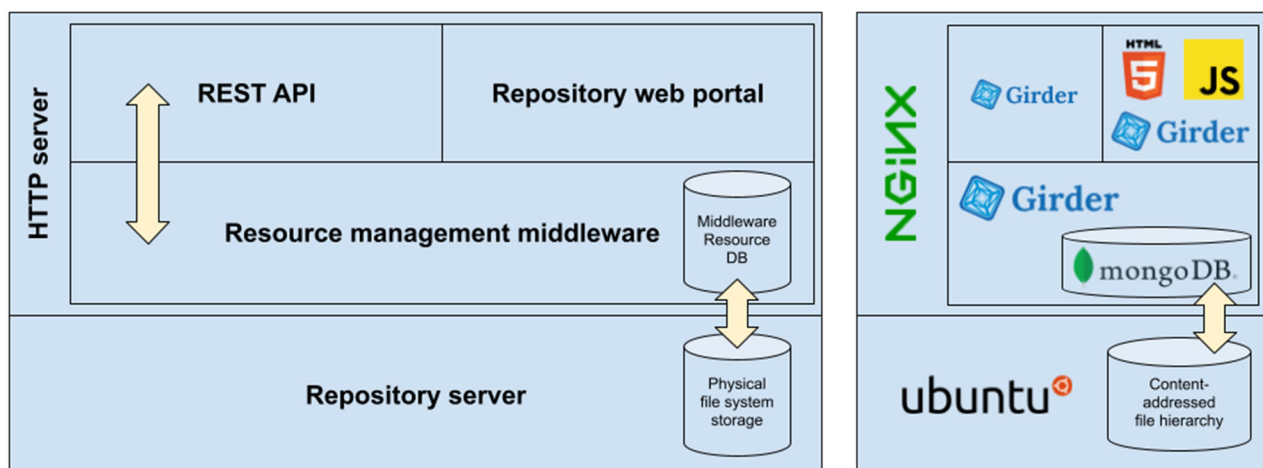 HTTP server
REST API
Repository web portal
Resource management middleware
Middleware
Resource
DB
Repository server
Physical
file system
storage
NGINX
Girder
HTML
5
JS
Girder
Girder
mongoDB.
ubuntu
Content-
addressed
file hierarchy